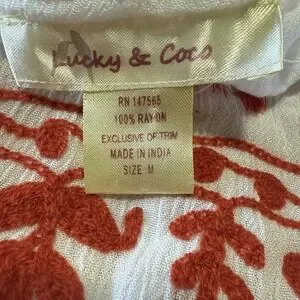 Lucky & Coco
RN 147565
100% RAYON
EXCLUSIVE OF TRIM
MADE IN INDIA
SIZE M